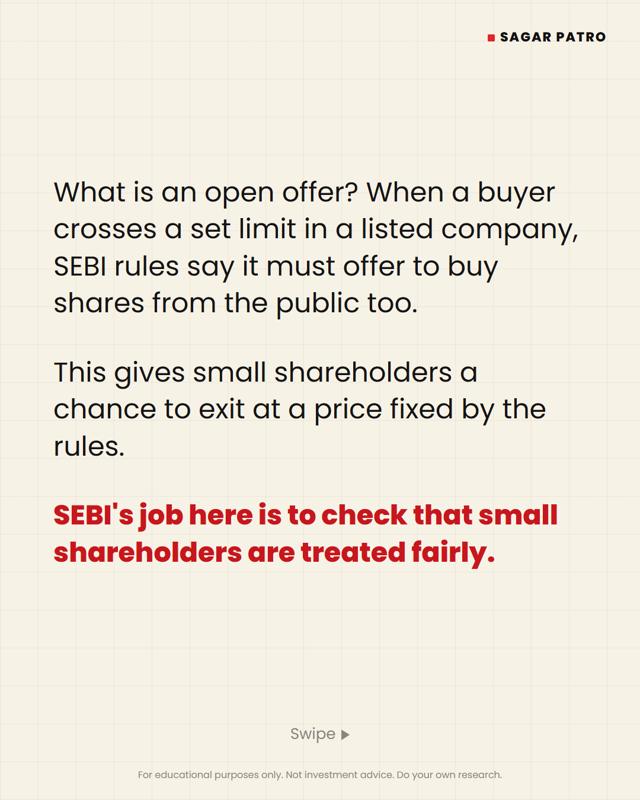 SAGAR PATRO
What is an open offer? When a buyer
crosses a set limit in a listed company,
SEBI rules say it must offer to buy
shares from the public too.
This gives small shareholders a
chance to exit at a price fixed by the
rules.
SEBI's job here is to check that small
shareholders are treated fairly.
Swipe
For educational purposes only. Not investment advice. Do your own research.